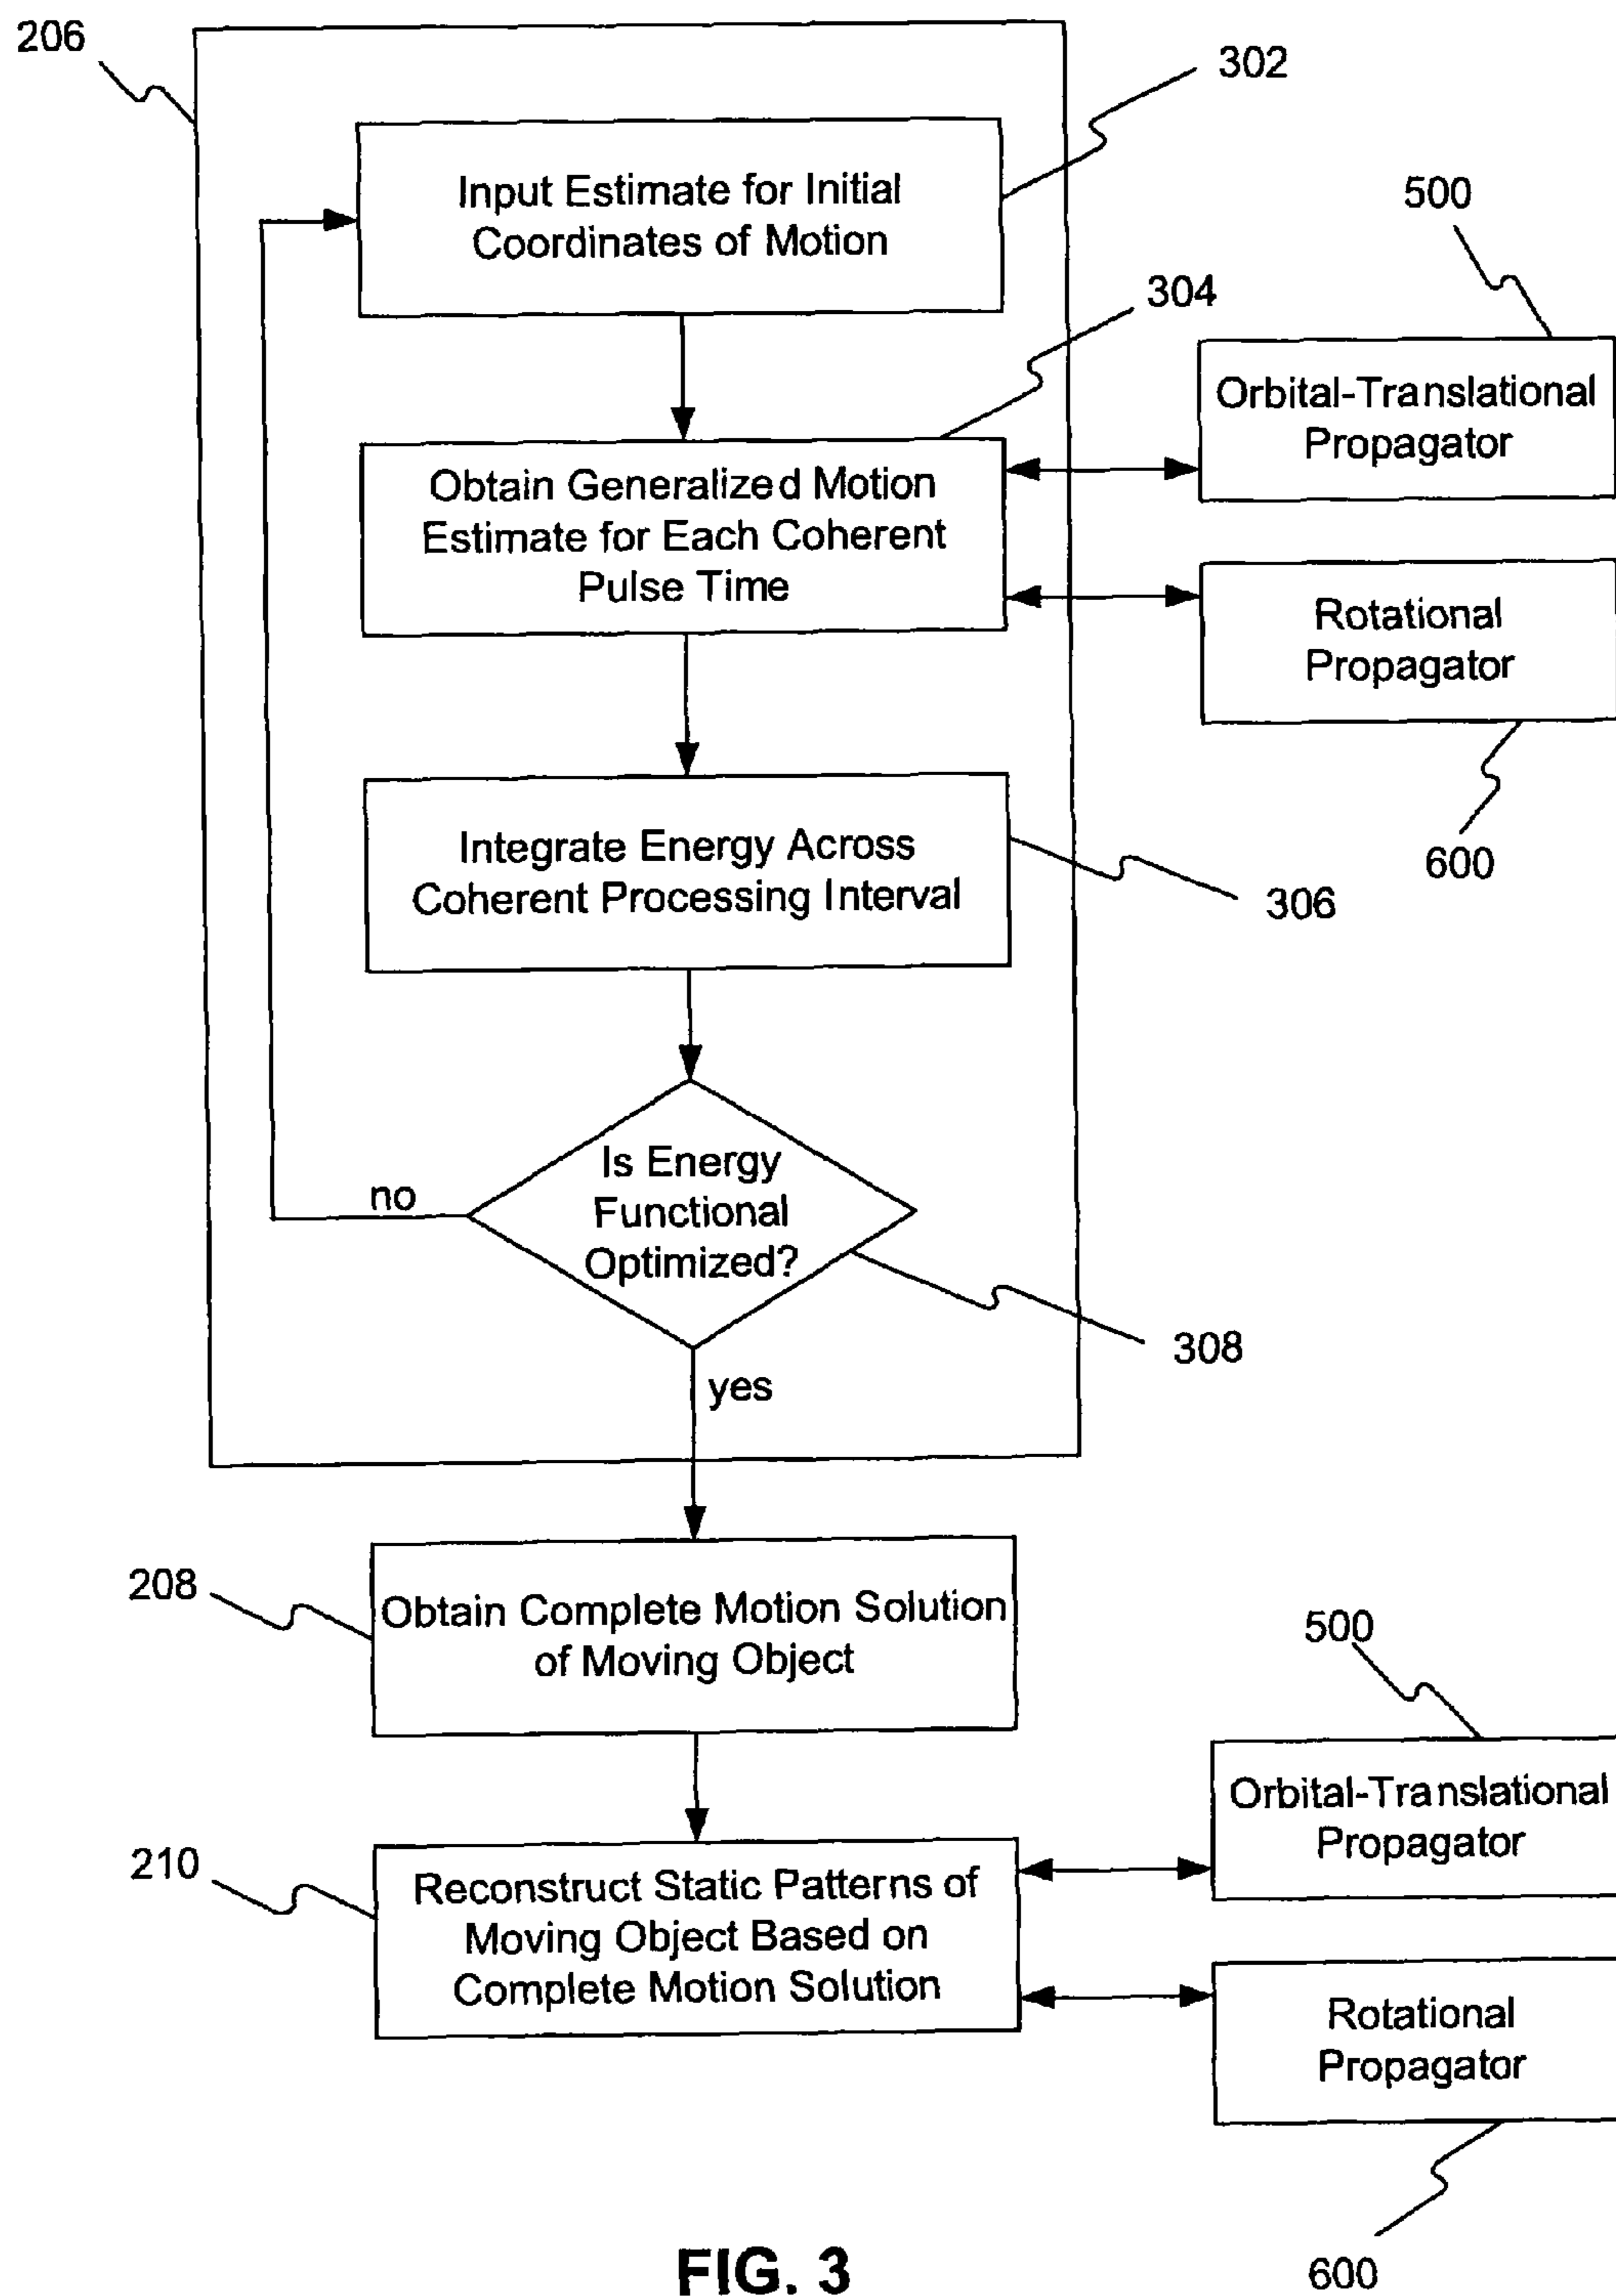 206
302
Input Estimate for Initial
Coordinates of Motion
500
304
Orbital-Translational
Propagator
Obtain Generalized Motion
Estimate for Each Coherent
Pulse Time
Rotational
Propagator
600
Integrate Energy Across
Coherent Processing Interval
306
Is Energy
Functional
Optimized?
no
308
yes
208
Obtain Complete Motion Solution
of Moving Object
500
Orbital-Translational
Propagator
210
Reconstruct Static Patterns of
Moving Object Based on
Complete Motion Solution
Rotational
Propagator
600
FIG. 3